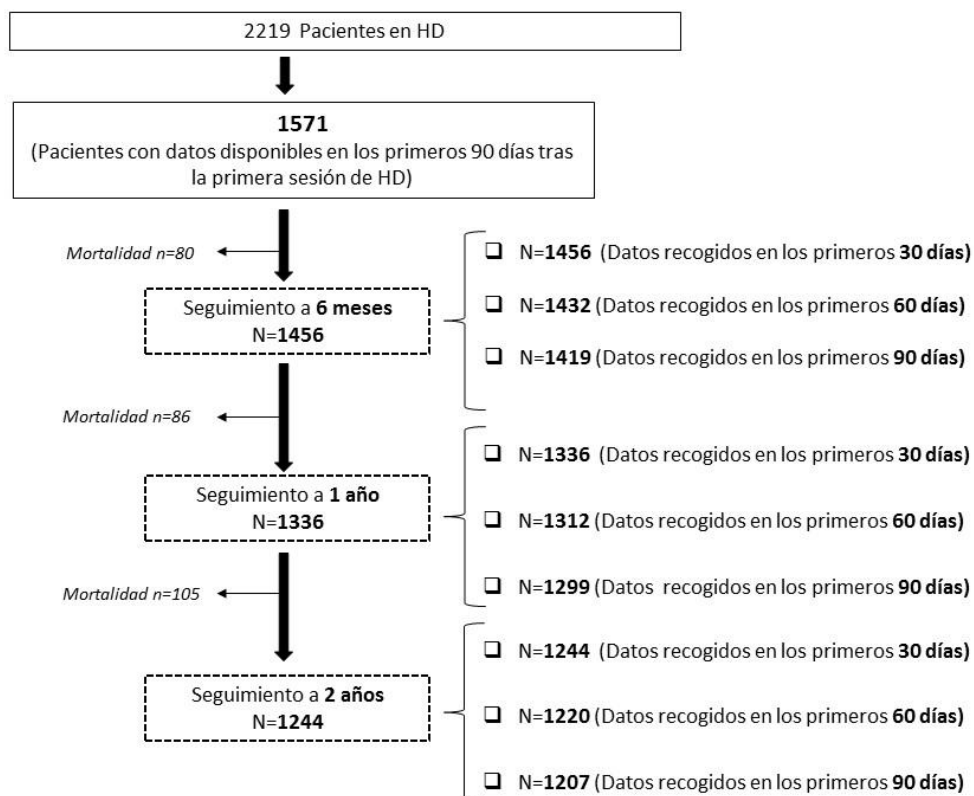 2219 Pacientes en HD
1571
(Pacientes con datos disponibles en los primeros 90 días tras
la primera sesión de HD)
Mortalidad n=80
Seguimiento a 6 meses
N=1456
N=1456 (Datos recogidos en los primeros 30 días)
N=1432 (Datos recogidos en los primeros 60 días)
N=1419 (Datos recogidos en los primeros 90 días)
Mortalidad n=86
Seguimiento a 1 año
N=1336
N=1336 (Datos recogidos en los primeros 30 días)
N=1312 (Datos recogidos en los primeros 60 días)
N=1299 (Datos recogidos en los primeros 90 días)
Mortalidad n=105
Seguimiento a 2 años
N=1244
N=1244 (Datos recogidos en los primeros 30 días)
N=1220 (Datos recogidos en los primeros 60 días)
N=1207 (Datos recogidos en los primeros 90 días)